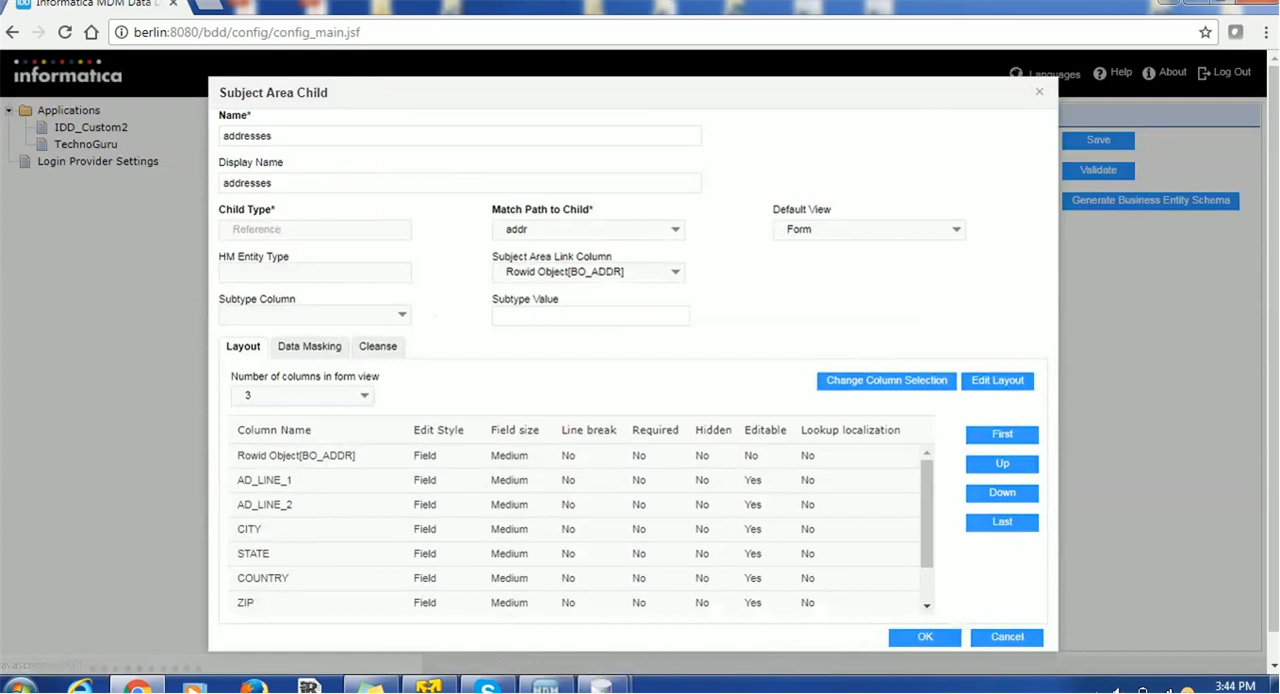 Informatica MDM Data
berlin:8080/bdd/config/config_main.jsf
informatica
Languages
Help
About
Log Out
Applications
IDD_Custom2
TechnoGuru
Login Provider Settings
Subject Area Child
Name*
addresses
Display Name
addresses
Child Type* Match Path to Child* Default View
Reference addr Form
HM Entity Type Subject Area Link Column
Rowid Object[BO_ADDR]
Subtype Column Subtype Value
Layout Data Masking Cleanse
Number of columns in form view
3
Change Column Selection Edit Layout
Column Name Edit Style Field size Line break Required Hidden Editable Lookup localization
Rowid Object[BO_ADDR] Field Medium No No No No No
AD_LINE_1 Field Medium No No No Yes No
AD_LINE_2 Field Medium No No No Yes No
CITY Field Medium No No No Yes No
STATE Field Medium No No No Yes No
COUNTRY Field Medium No No No Yes No
ZIP Field Medium No No No Yes No
First
Up
Down
Last
OK Cancel
Save
Validate
Generate Business Entity Schema
3:44 PM